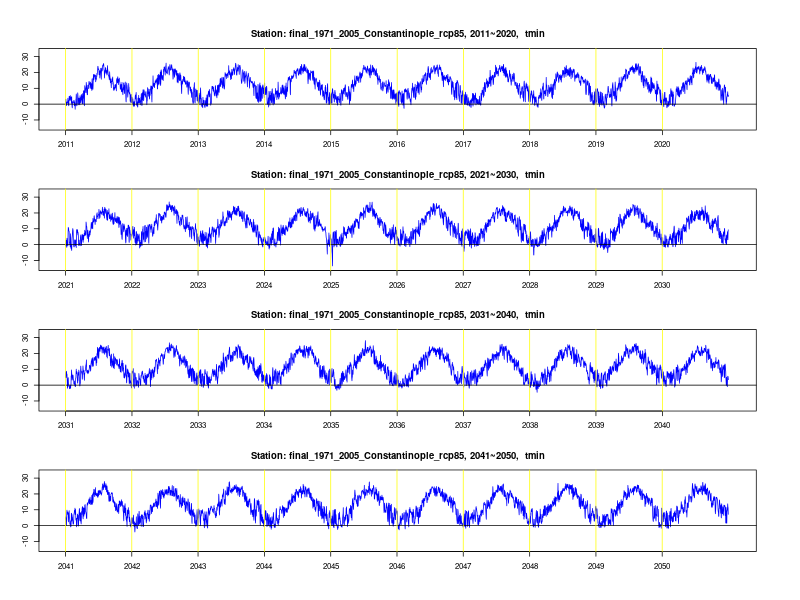 Station: final_1971_2005_Constantinople_rcp85, 2011~2020, tmin
30
20
10
0
-10
2011 2012 2013 2014 2015 2016 2017 2018 2019 2020
Station: final_1971_2005_Constantinople_rcp85, 2021~2030, tmin
30
20
10
0
-10
2021 2022 2023 2024 2025 2026 2027 2028 2029 2030
Station: final_1971_2005_Constantinople_rcp85, 2031~2040, tmin
30
20
10
0
-10
2031 2032 2033 2034 2035 2036 2037 2038 2039 2040
Station: final_1971_2005_Constantinople_rcp85, 2041~2050, tmin
30
20
10
0
-10
2041 2042 2043 2044 2045 2046 2047 2048 2049 2050